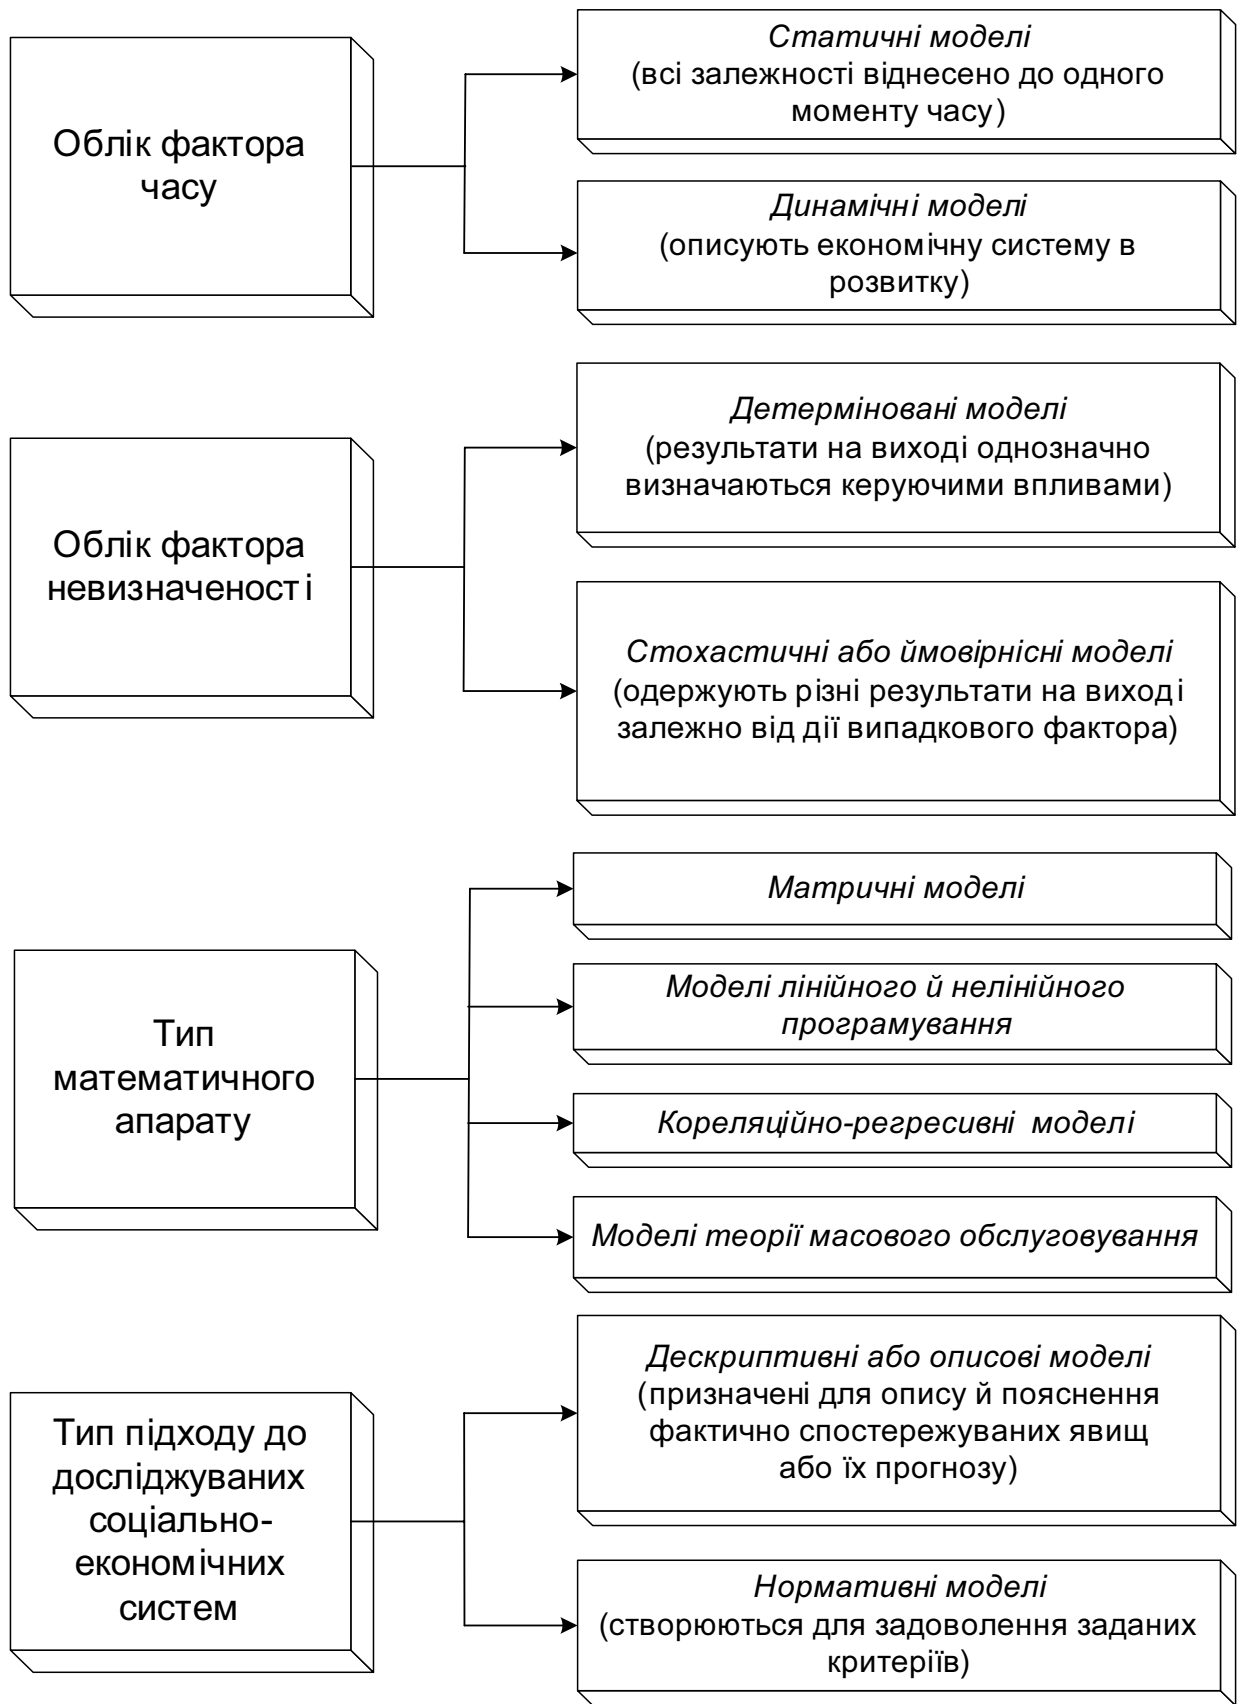 Облік фактора
часу
Статичні моделі
(всі залежності віднесено до одного
моменту часу)
Динамічні моделі
(описують економічну систему в
розвитку)
Облік фактора
невизначеності
Детерміновані моделі
(результати на виході однозначно
визначаються керуючими впливами)
Стохастичні або ймовірнісні моделі
(одержують різні результати на виході
залежно від дії випадкового фактора)
Тип
математичного
апарату
Матричні моделі
Моделі лінійного й нелінійного
програмування
Кореляційно-регресивні моделі
Моделі теорії масового обслуговування
Тип підходу до
досліджуваних
соціально-
економічних
систем
Дескриптивні або описові моделі
(призначені для опису й пояснення
фактично спостережуваних явищ
або їх прогнозу)
Нормативні моделі
(створюються для задоволення заданих
критеріїв)